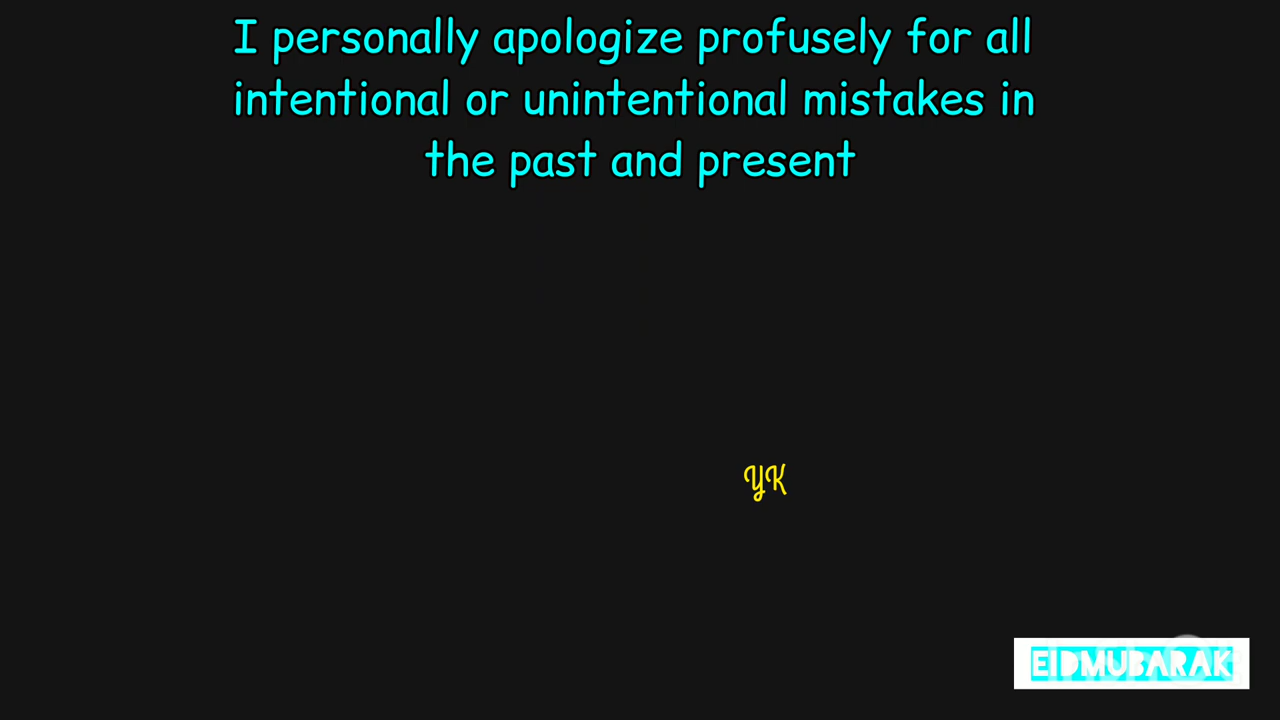 I personally apologize profusely for all
intentional or unintentional mistakes in
the past and present
YK
EIDMUBARAK